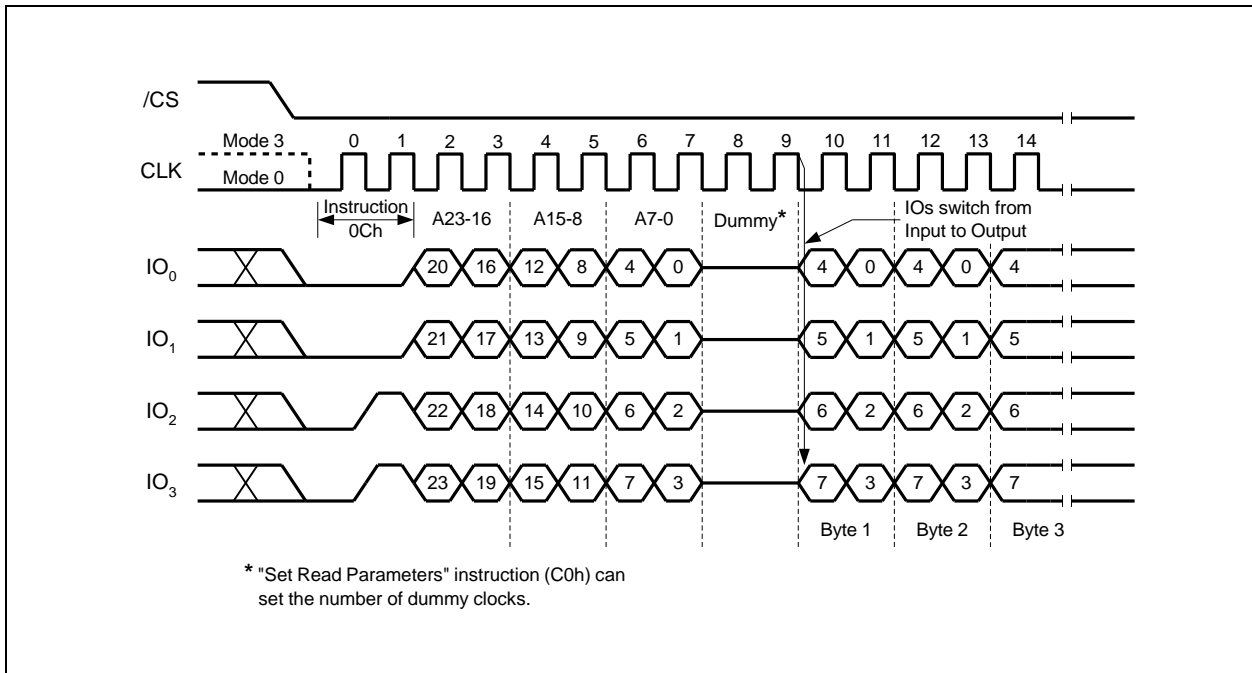 /CS
Mode 3 0 1 2 3 4 5 6 7 8 9 10 11 12 13 14
CLK
Mode 0
Instruction A23-16 A15-8 A7-0 Dummy* IOs switch from
0Ch Input to Output
IO0 20 16 12 8 4 0 4 0 4 0 4
IO1 21 17 13 9 5 1 5 1 5 1 5
IO2 22 18 14 10 6 2 6 2 6 2 6
IO3 23 19 15 11 7 3 7 3 7 3 7
Byte 1 Byte 2 Byte 3
* "Set Read Parameters" instruction (C0h) can
set the number of dummy clocks.